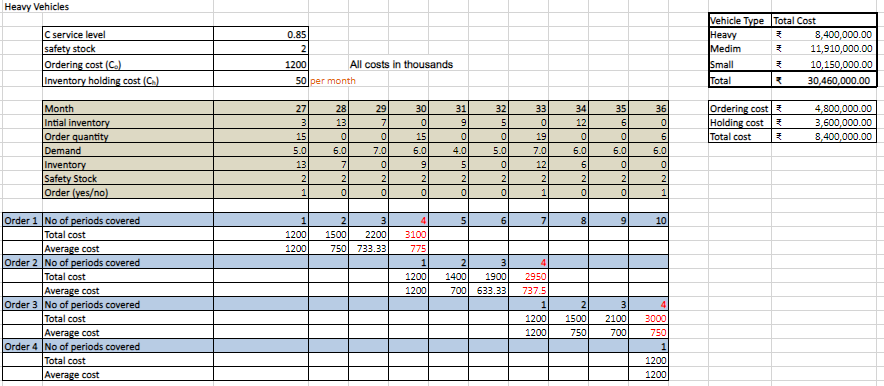 Heavy Vehicles
Vehicle Type Total Cost
C service level 0.85 Heavy ₹ 8,400,000.00
safety stock 2 Medim ₹ 11,910,000.00
Ordering cost (Cₒ) 1200 All costs in thousands Small ₹ 10,150,000.00
Inventory holding cost (Cₕ) 50 per month Total ₹ 30,460,000.00
Month 27 28 29 30 31 32 33 34 35 36 Ordering cost ₹ 4,800,000.00
Intial inventory 3 13 7 0 9 5 0 12 6 0 Holding cost ₹ 3,600,000.00
Order quantity 15 0 0 15 0 0 19 0 0 6 Total cost ₹ 8,400,000.00
Demand 5.0 6.0 7.0 6.0 4.0 5.0 7.0 6.0 6.0 6.0
Inventory 13 7 0 9 5 0 12 6 0 0
Safety Stock 2 2 2 2 2 2 2 2 2 2
Order (yes/no) 1 0 0 0 0 0 1 0 0 1
Order 1 No of periods covered 1 2 3 4 5 6 7 8 9 10
Total cost 1200 1500 2200 3100
Average cost 1200 750 733.33 775
Order 2 No of periods covered 1 2 3 4
Total cost 1200 1400 1900 2950
Average cost 1200 700 633.33 737.5
Order 3 No of periods covered 1 2 3 4
Total cost 1200 1500 2100 3000
Average cost 1200 750 700 750
Order 4 No of periods covered 1
Total cost 1200
Average cost 1200